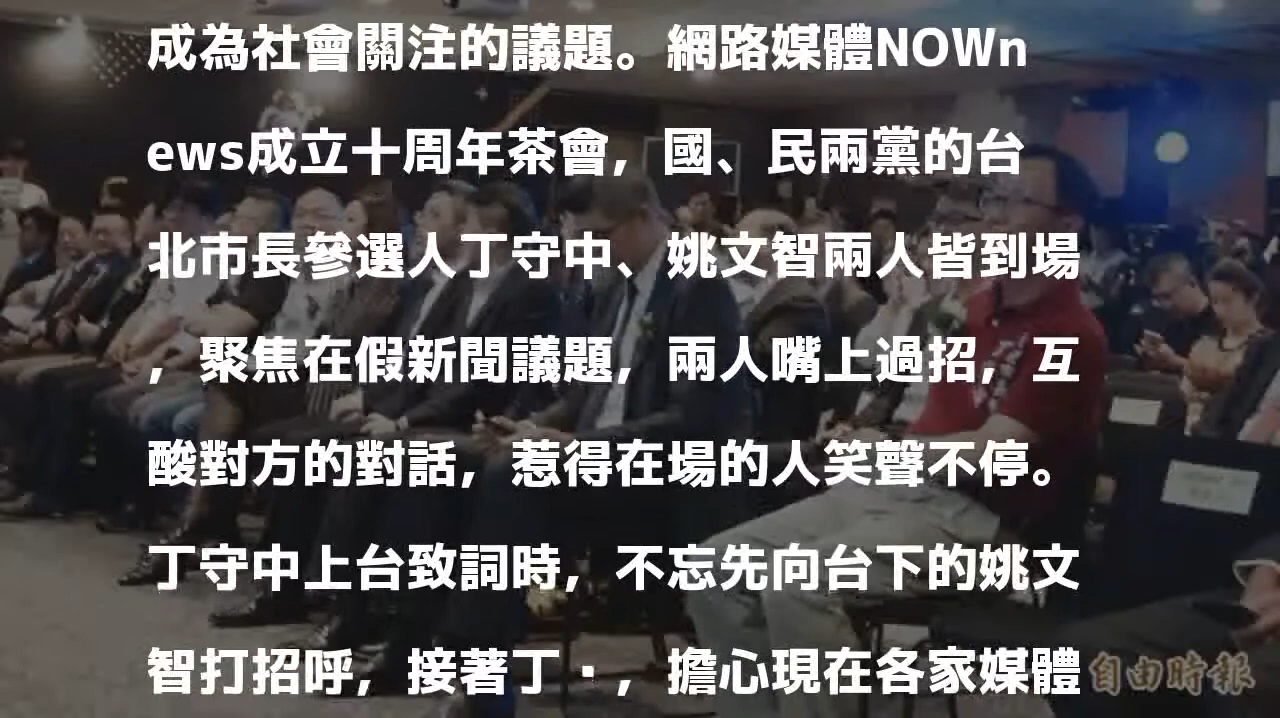 成為社會關注的議題。網路媒體NOWn
ews成立十周年茶會，國、民兩黨的台
北市長參選人丁守中、姚文智兩人皆到場
，聚焦在假新聞議題，兩人嘴上過招，互
酸對方的對話，惹得在場的人笑聲不停。
丁守中上台致詞時，不忘先向台下的姚文
智打招呼，接著丁·，擔心現在各家媒體
自由時報